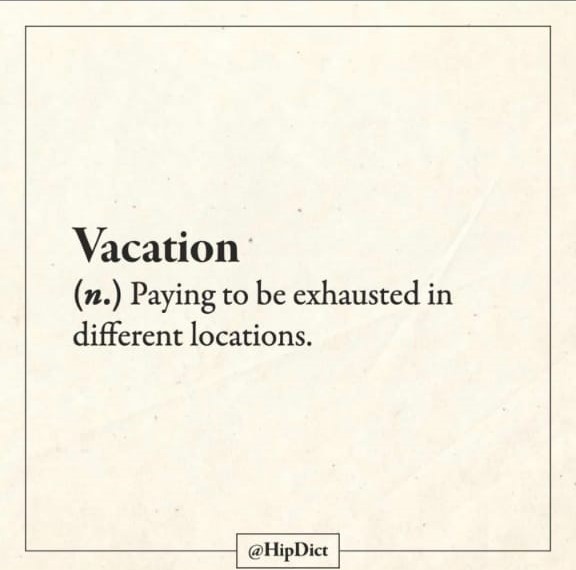 Vacation
(n.) Paying to be exhausted in
different locations.
@HipDict